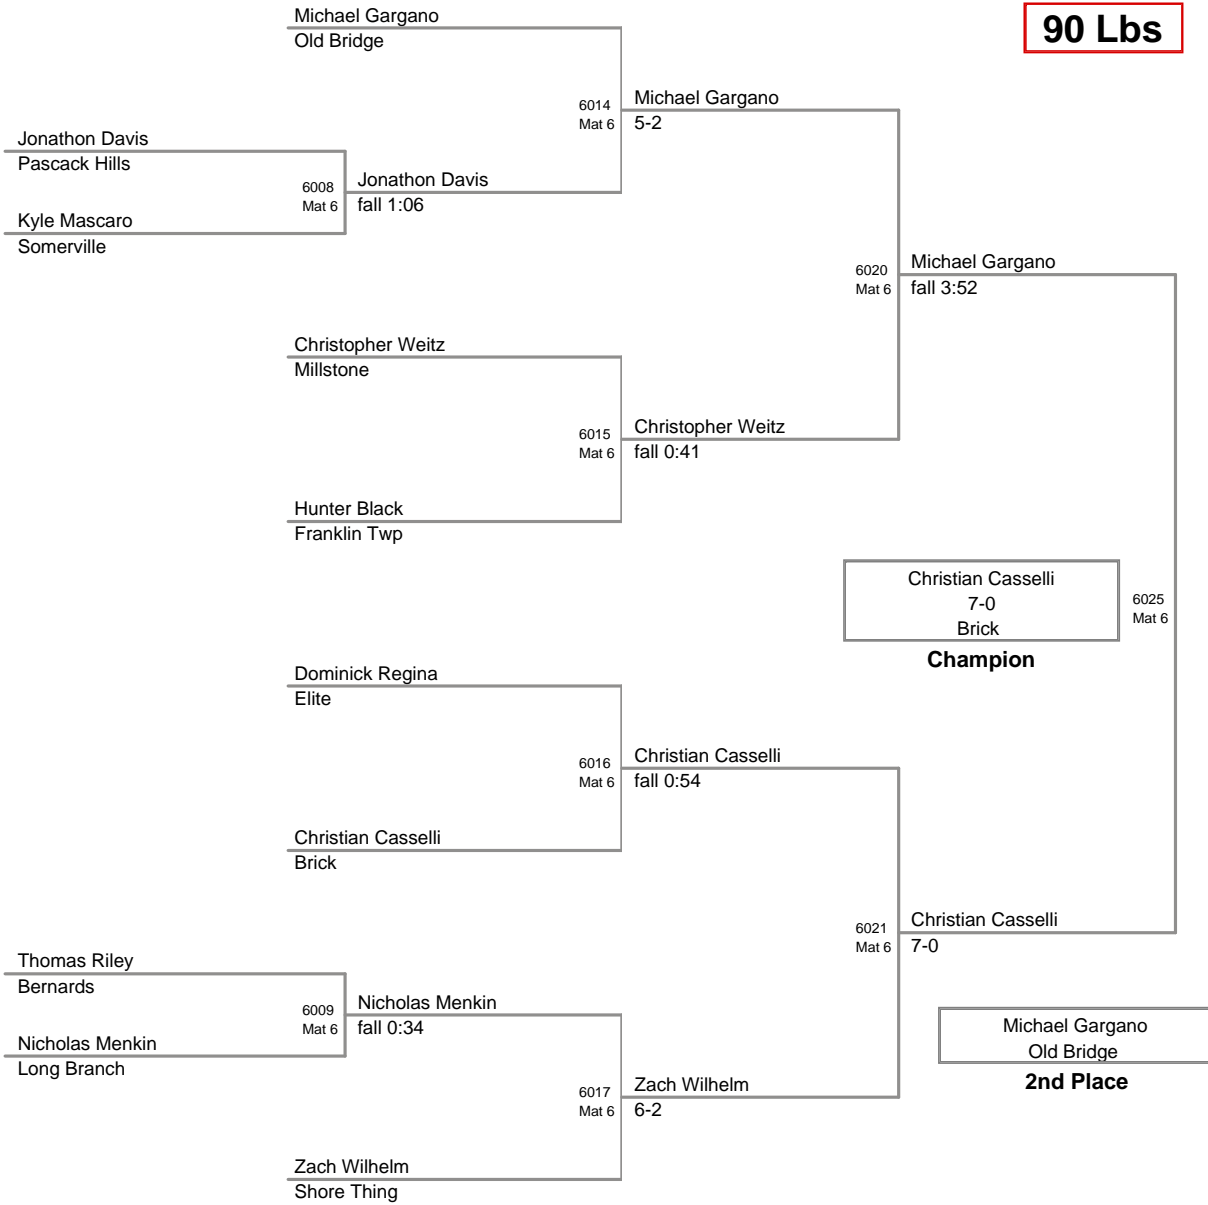 90 Lbs
Michael Gargano
Old Bridge
6014
Mat 6
Michael Gargano
5-2
Jonathon Davis
Pascack Hills
6008
Mat 6
Jonathon Davis
fall 1:06
Kyle Mascaro
Somerville
6020
Mat 6
Michael Gargano
fall 3:52
Christopher Weitz
Millstone
6015
Mat 6
Christopher Weitz
fall 0:41
Hunter Black
Franklin Twp
Christian Casselli
7-0
Brick
Champion
6025
Mat 6
Dominick Regina
Elite
6016
Mat 6
Christian Casselli
fall 0:54
Christian Casselli
Brick
6021
Mat 6
Christian Casselli
7-0
Thomas Riley
Bernards
6009
Mat 6
Nicholas Menkin
fall 0:34
Nicholas Menkin
Long Branch
Michael Gargano
Old Bridge
2nd Place
6017
Mat 6
Zach Wilhelm
6-2
Zach Wilhelm
Shore Thing